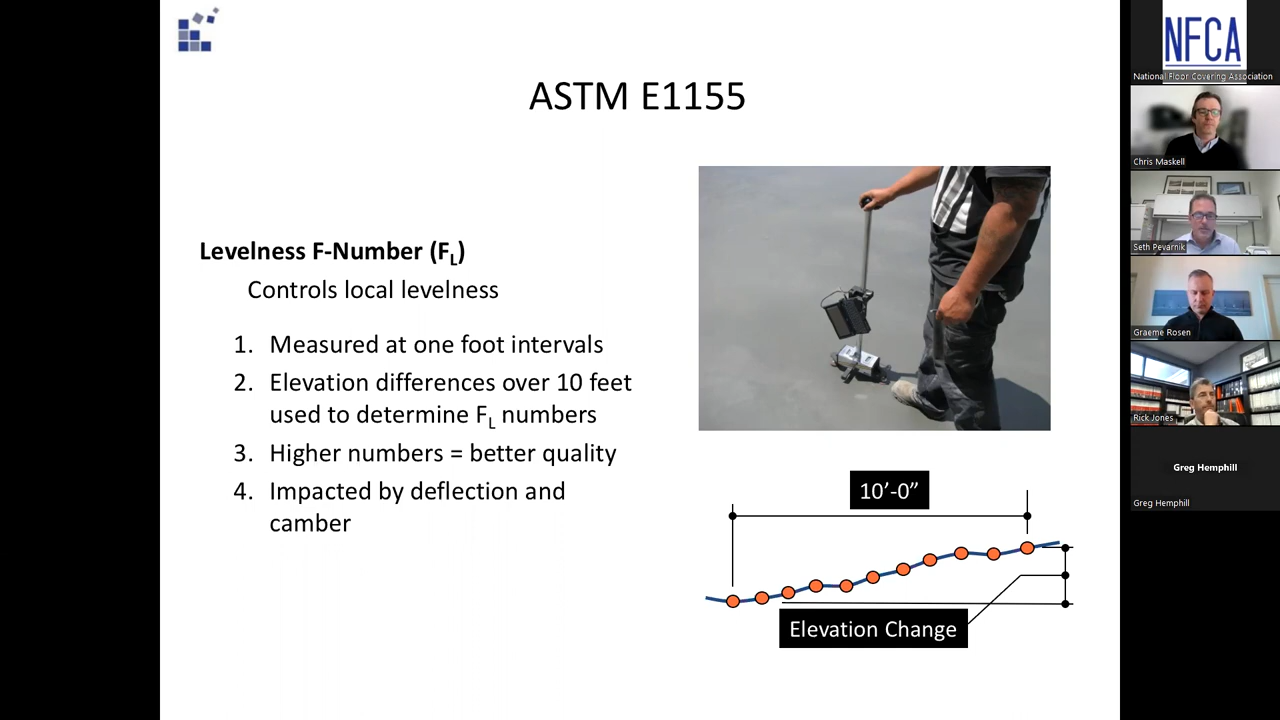 ASTM E1155
Levelness F-Number (FL)
Controls local levelness
1. Measured at one foot intervals
2. Elevation differences over 10 feet
used to determine FL numbers
3. Higher numbers = better quality
4. Impacted by deflection and
camber
10’-0”
Elevation Change
NFCA
National Floor Covering Association
Chris Maskell
Seth Pevarnik
Graeme Rosen
Rick Jones
Greg Hemphill
Greg Hemphill